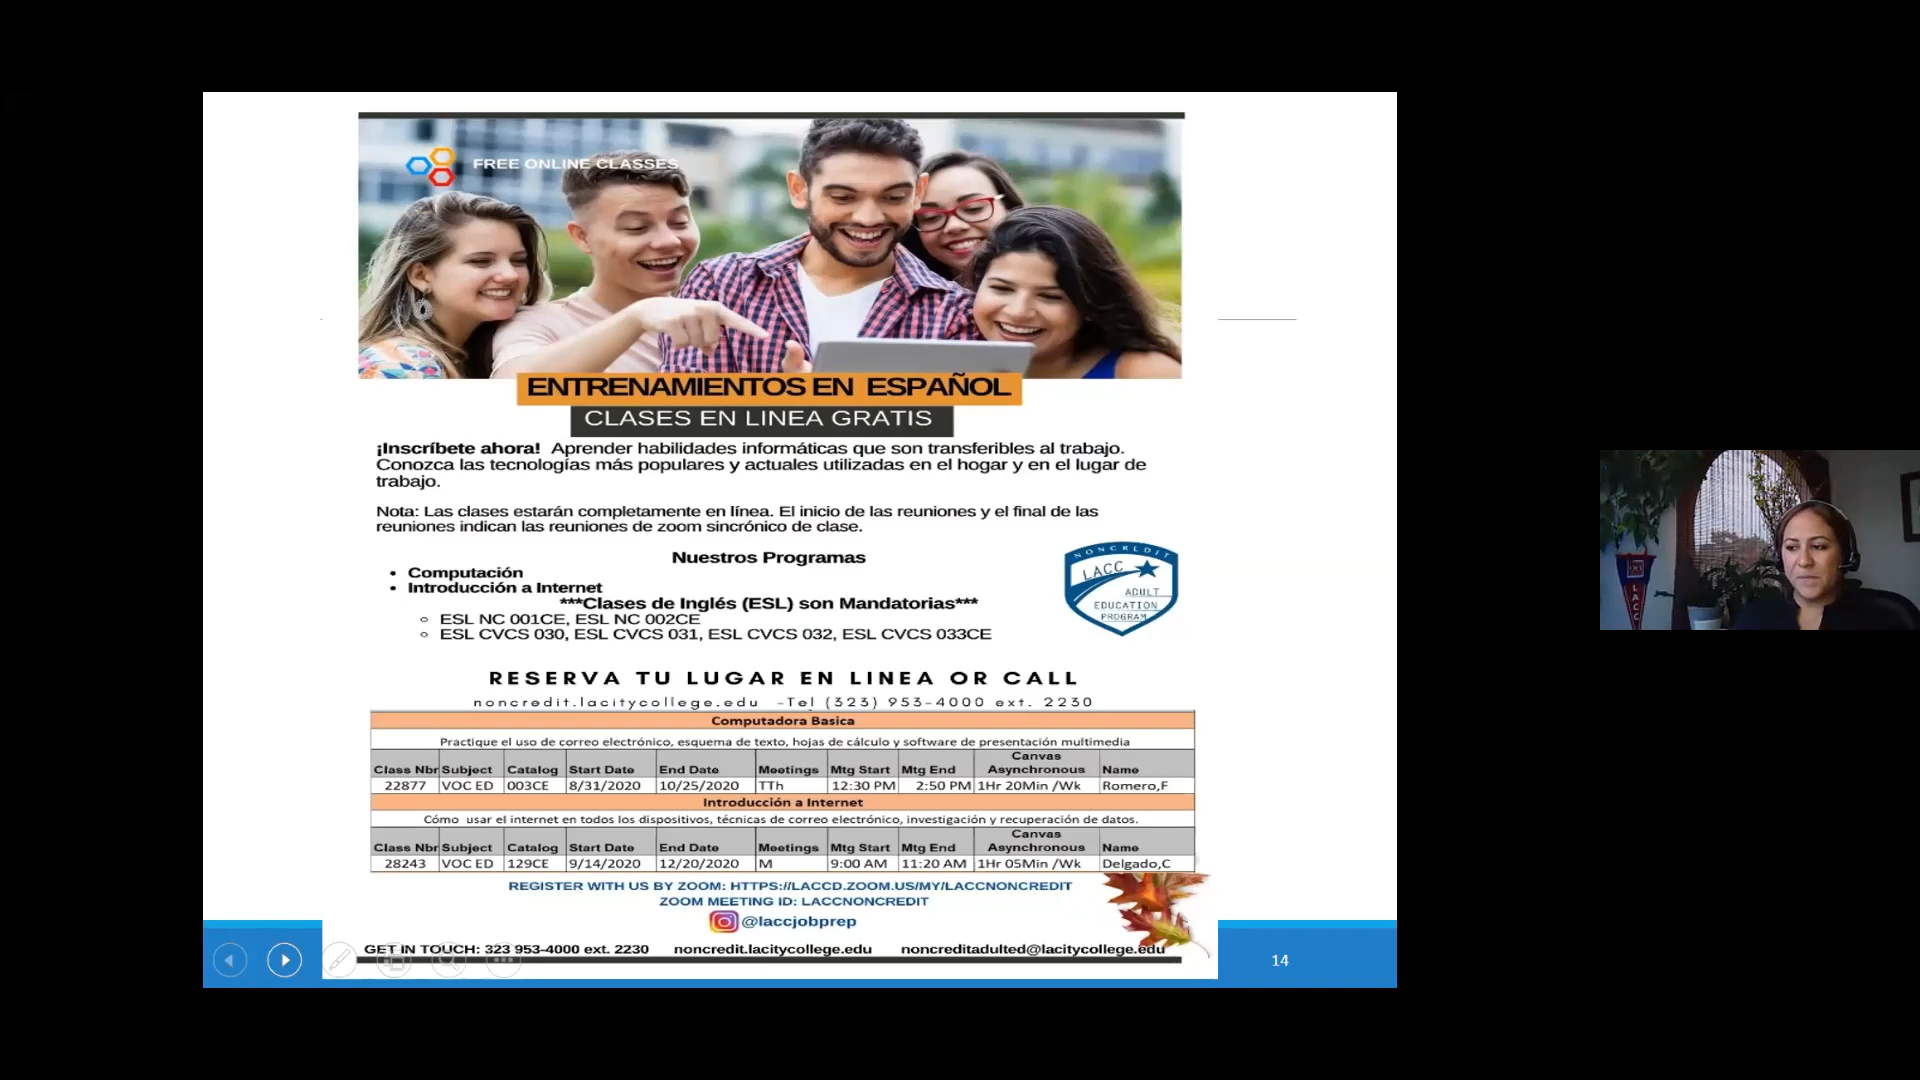 FREE ONLINE CLASSES
ENTRENAMIENTOS EN ESPAÑOL
CLASES EN LINEA GRATIS
¡Inscríbete ahora! Aprender habilidades informáticas que son transferibles al trabajo.
Conozca las tecnologías más populares y actuales utilizadas en el hogar y en el lugar de
trabajo.
Nota: Las clases estarán completamente en línea. El inicio de las reuniones y el final de las
reuniones indican las reuniones de zoom sincrónico de clase.
Nuestros Programas
• Computación
• Introducción a Internet
***Clases de Inglés (ESL) son Mandatorias***
◦ ESL NC 001CE, ESL NC 002CE
◦ ESL CVCS 030, ESL CVCS 031, ESL CVCS 032, ESL CVCS 033CE
NONCREDIT
LACC
ADULT
EDUCATION
PROGRAM
RESERVA TU LUGAR EN LINEA OR CALL
noncredit.lacitycollege.edu -Tel (323) 953-4000 ext. 2230
Computadora Basica
Practique el uso de correo electrónico, esquema de texto, hojas de cálculo y software de presentación multimedia
Class Nbr Subject Catalog Start Date End Date Meetings Mtg Start Mtg End Canvas Asynchronous Name
22877 VOC ED 003CE 8/31/2020 10/25/2020 TTh 12:30 PM 2:50 PM 1Hr 20Min /Wk Romero,F
Introducción a Internet
Cómo usar el internet en todos los dispositivos, técnicas de correo electrónico, investigación y recuperación de datos.
Class Nbr Subject Catalog Start Date End Date Meetings Mtg Start Mtg End Canvas Asynchronous Name
28243 VOC ED 129CE 9/14/2020 12/20/2020 M 9:00 AM 11:20 AM 1Hr 05Min /Wk Delgado,C
REGISTER WITH US BY ZOOM: HTTPS://LACCD.ZOOM.US/MY/LACCNONCREDIT
ZOOM MEETING ID: LACCNONCREDIT
@laccjobprep
GET IN TOUCH: 323 953-4000 ext. 2230 noncredit.lacitycollege.edu noncreditadulted@lacitycollege.edu
14
LACC